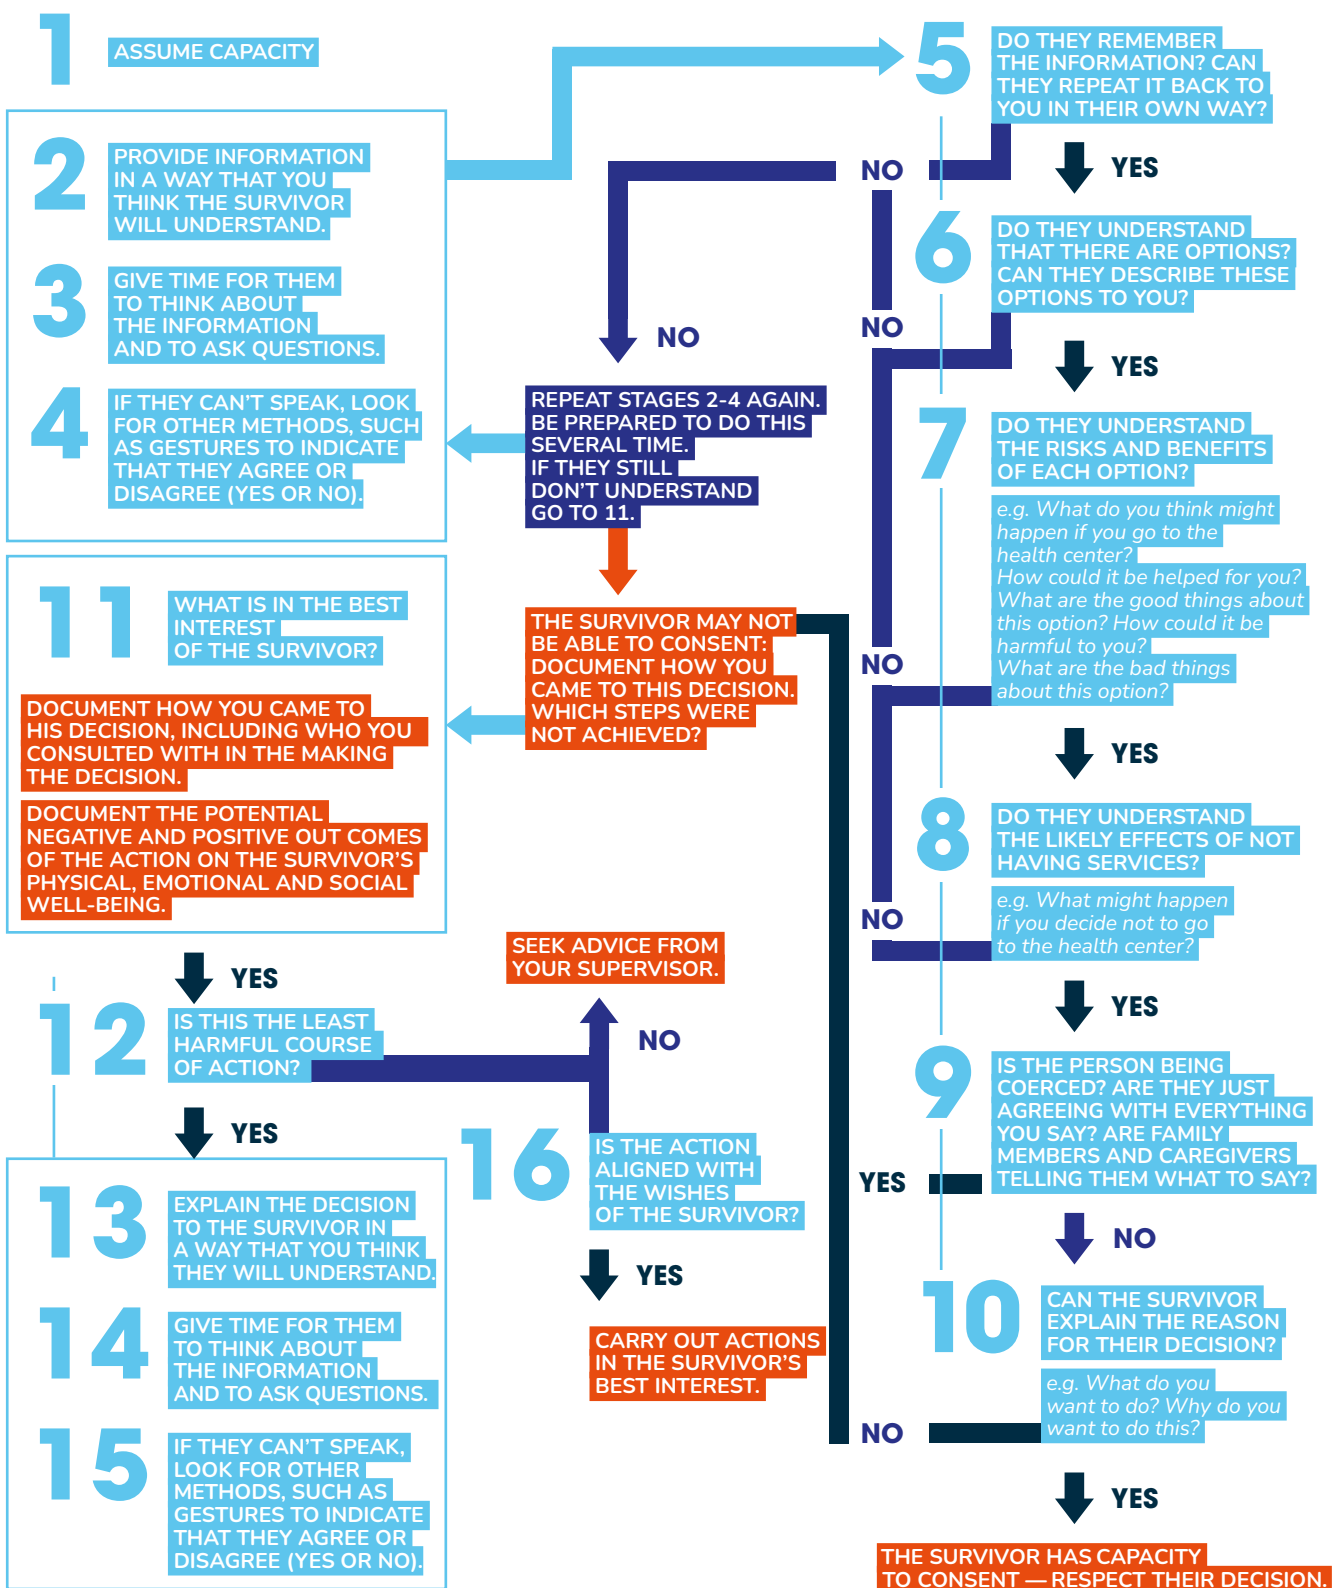 1
ASSUME CAPACITY
2
PROVIDE INFORMATION
IN A WAY THAT YOU
THINK THE SURVIVOR
WILL UNDERSTAND.
3
GIVE TIME FOR THEM
TO THINK ABOUT
THE INFORMATION
AND TO ASK QUESTIONS.
4
IF THEY CAN'T SPEAK, LOOK
FOR OTHER METHODS, SUCH
AS GESTURES TO INDICATE
THAT THEY AGREE OR
DISAGREE (YES OR NO).
5
DO THEY REMEMBER
THE INFORMATION? CAN
THEY REPEAT IT BACK TO
YOU IN THEIR OWN WAY?
NO
YES
6
DO THEY UNDERSTAND
THAT THERE ARE OPTIONS?
CAN THEY DESCRIBE THESE
OPTIONS TO YOU?
NO
YES
NO
REPEAT STAGES 2-4 AGAIN.
BE PREPARED TO DO THIS
SEVERAL TIME.
IF THEY STILL
DON'T UNDERSTAND
GO TO 11.
7
DO THEY UNDERSTAND
THE RISKS AND BENEFITS
OF EACH OPTION?
e.g. What do you think might
happen if you go to the
health center?
How could it be helped for you?
What are the good things about
this option? How could it be
harmful to you?
What are the bad things
about this option?
NO
YES
8
DO THEY UNDERSTAND
THE LIKELY EFFECTS OF NOT
HAVING SERVICES?
e.g. What might happen
if you decide not to go
to the health center?
NO
YES
9
IS THE PERSON BEING
COERCED? ARE THEY JUST
AGREEING WITH EVERYTHING
YOU SAY? ARE FAMILY
MEMBERS AND CAREGIVERS
TELLING THEM WHAT TO SAY?
YES
NO
10
CAN THE SURVIVOR
EXPLAIN THE REASON
FOR THEIR DECISION?
e.g. What do you
want to do? Why do you
want to do this?
NO
YES
THE SURVIVOR HAS CAPACITY
TO CONSENT — RESPECT THEIR DECISION.
THE SURVIVOR MAY NOT
BE ABLE TO CONSENT:
DOCUMENT HOW YOU
CAME TO THIS DECISION.
WHICH STEPS WERE
NOT ACHIEVED?
11
WHAT IS IN THE BEST
INTEREST
OF THE SURVIVOR?
DOCUMENT HOW YOU CAME TO
HIS DECISION, INCLUDING WHO YOU
CONSULTED WITH IN THE MAKING
THE DECISION.
DOCUMENT THE POTENTIAL
NEGATIVE AND POSITIVE OUT COMES
OF THE ACTION ON THE SURVIVOR'S
PHYSICAL, EMOTIONAL AND SOCIAL
WELL-BEING.
YES
12
IS THIS THE LEAST
HARMFUL COURSE
OF ACTION?
YES
13
EXPLAIN THE DECISION
TO THE SURVIVOR IN
A WAY THAT YOU THINK
THEY WILL UNDERSTAND.
14
GIVE TIME FOR THEM
TO THINK ABOUT
THE INFORMATION
AND TO ASK QUESTIONS.
15
IF THEY CAN'T SPEAK,
LOOK FOR OTHER
METHODS, SUCH AS
GESTURES TO INDICATE
THAT THEY AGREE OR
DISAGREE (YES OR NO).
SEEK ADVICE FROM
YOUR SUPERVISOR.
NO
16
IS THE ACTION
ALIGNED WITH
THE WISHES
OF THE SURVIVOR?
YES
CARRY OUT ACTIONS
IN THE SURVIVOR'S
BEST INTEREST.